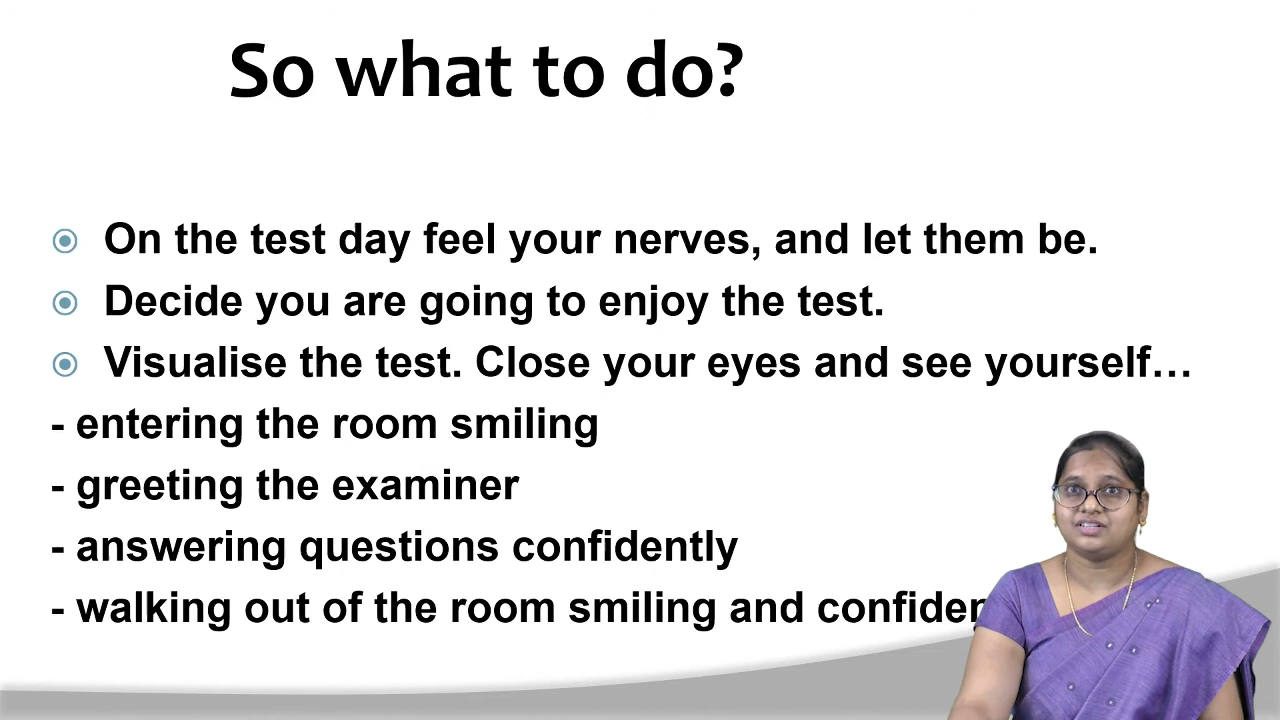 So what to do?
On the test day feel your nerves, and let them be.
Decide you are going to enjoy the test.
Visualise the test. Close your eyes and see yourself…
- entering the room smiling
- greeting the examiner
- answering questions confidently
- walking out of the room smiling and